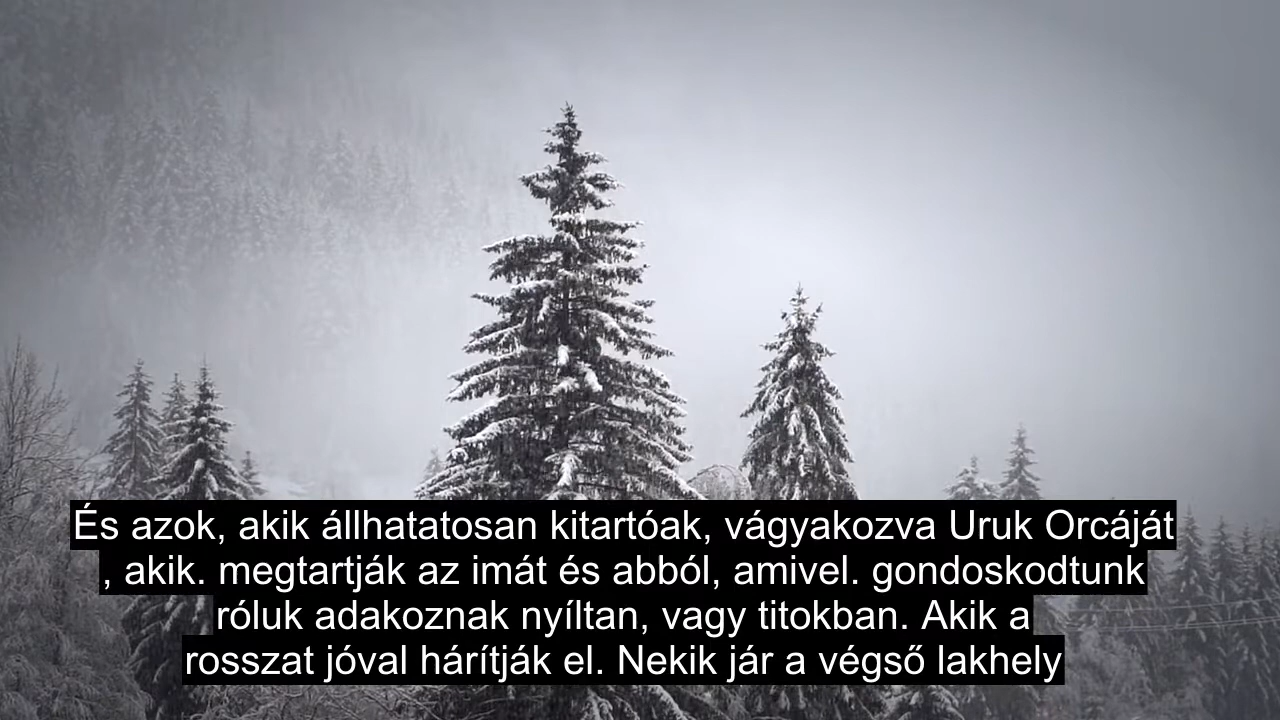 És azok, akik állhatatosan kitartóak, vágyakozva Uruk Orcáját
, akik. megtartják az imát és abból, amivel. gondoskodtunk
róluk adakoznak nyíltan, vagy titokban. Akik a
rosszat jóval hárítják el. Nekik jár a végső lakhely